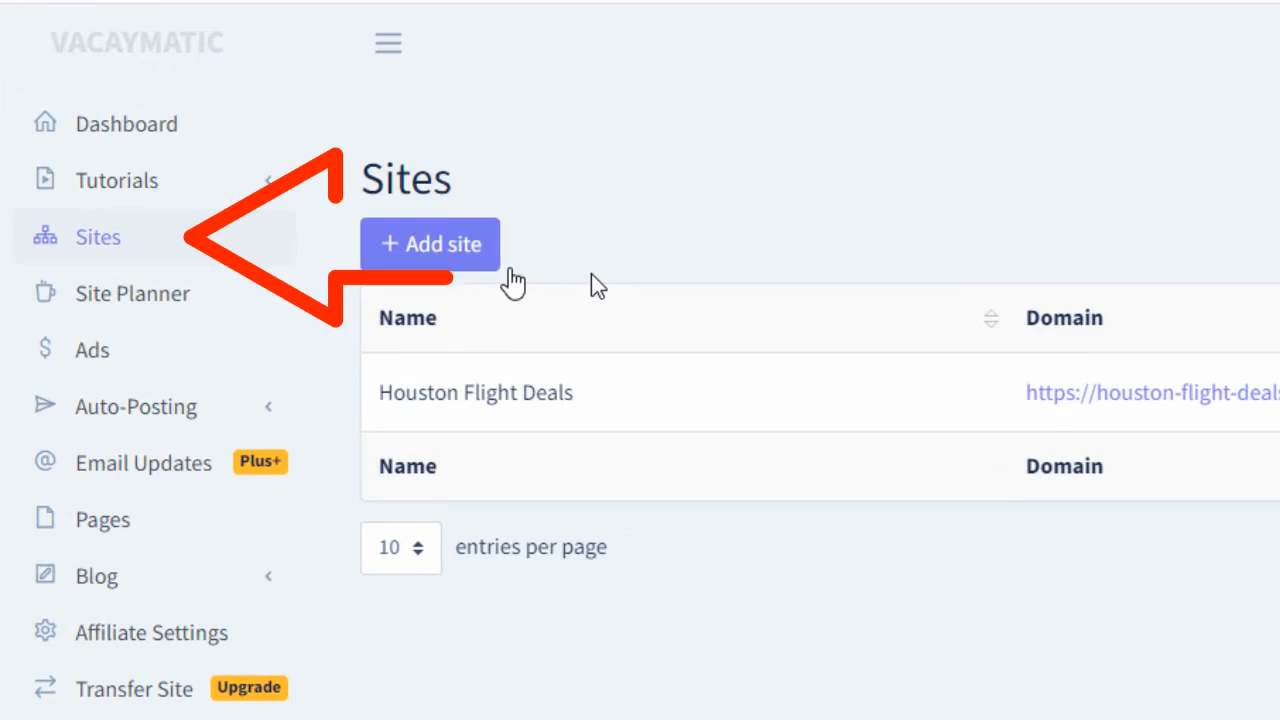 VACAYMATIC
Dashboard
Tutorials
Sites
Site Planner
Ads
Auto-Posting
Email Updates Plus+
Pages
Blog
Affiliate Settings
Transfer Site Upgrade
Sites
+ Add site
Name Domain
Houston Flight Deals https://houston-flight-deals
Name Domain
10 entries per page